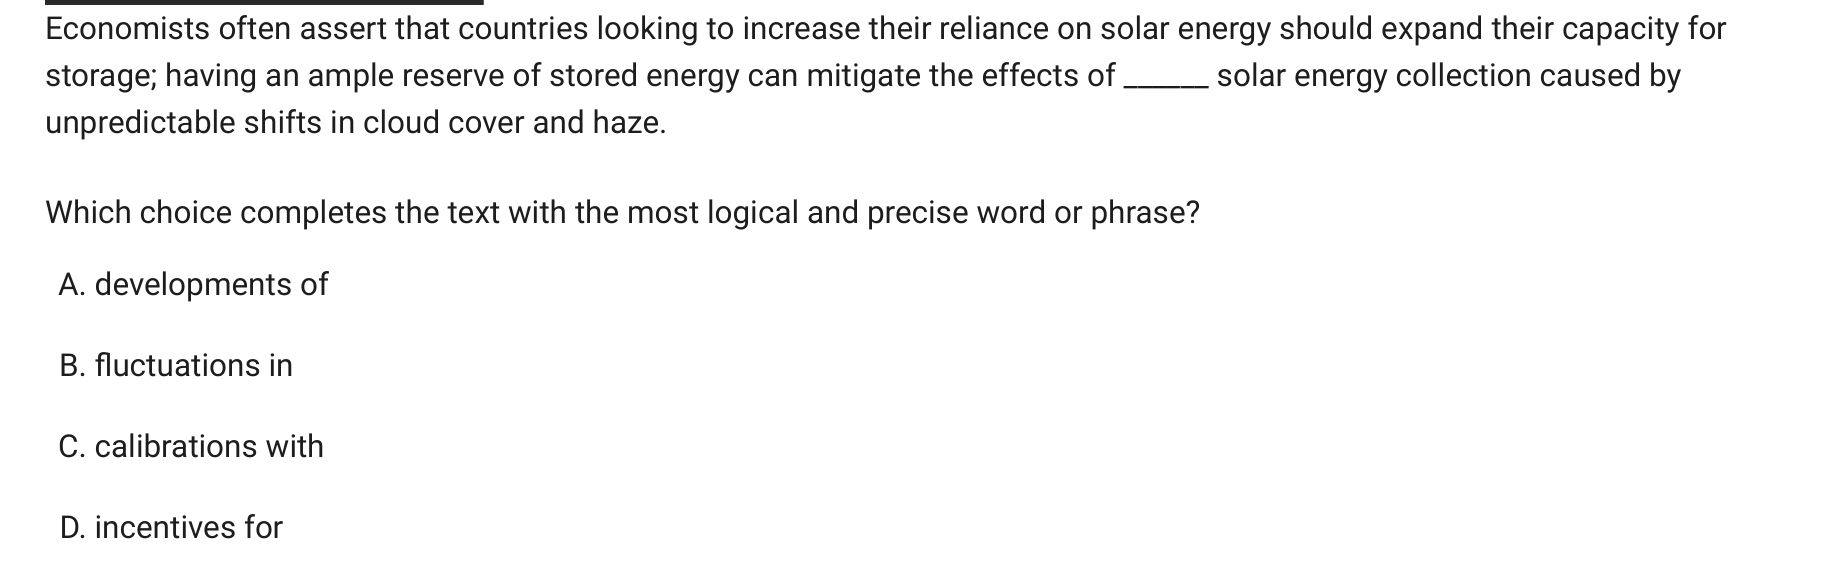 Economists often assert that countries looking to increase their reliance on solar energy should expand their capacity for
storage; having an ample reserve of stored energy can mitigate the effects of ______ solar energy collection caused by
unpredictable shifts in cloud cover and haze.
Which choice completes the text with the most logical and precise word or phrase?
A. developments of
B. fluctuations in
C. calibrations with
D. incentives for